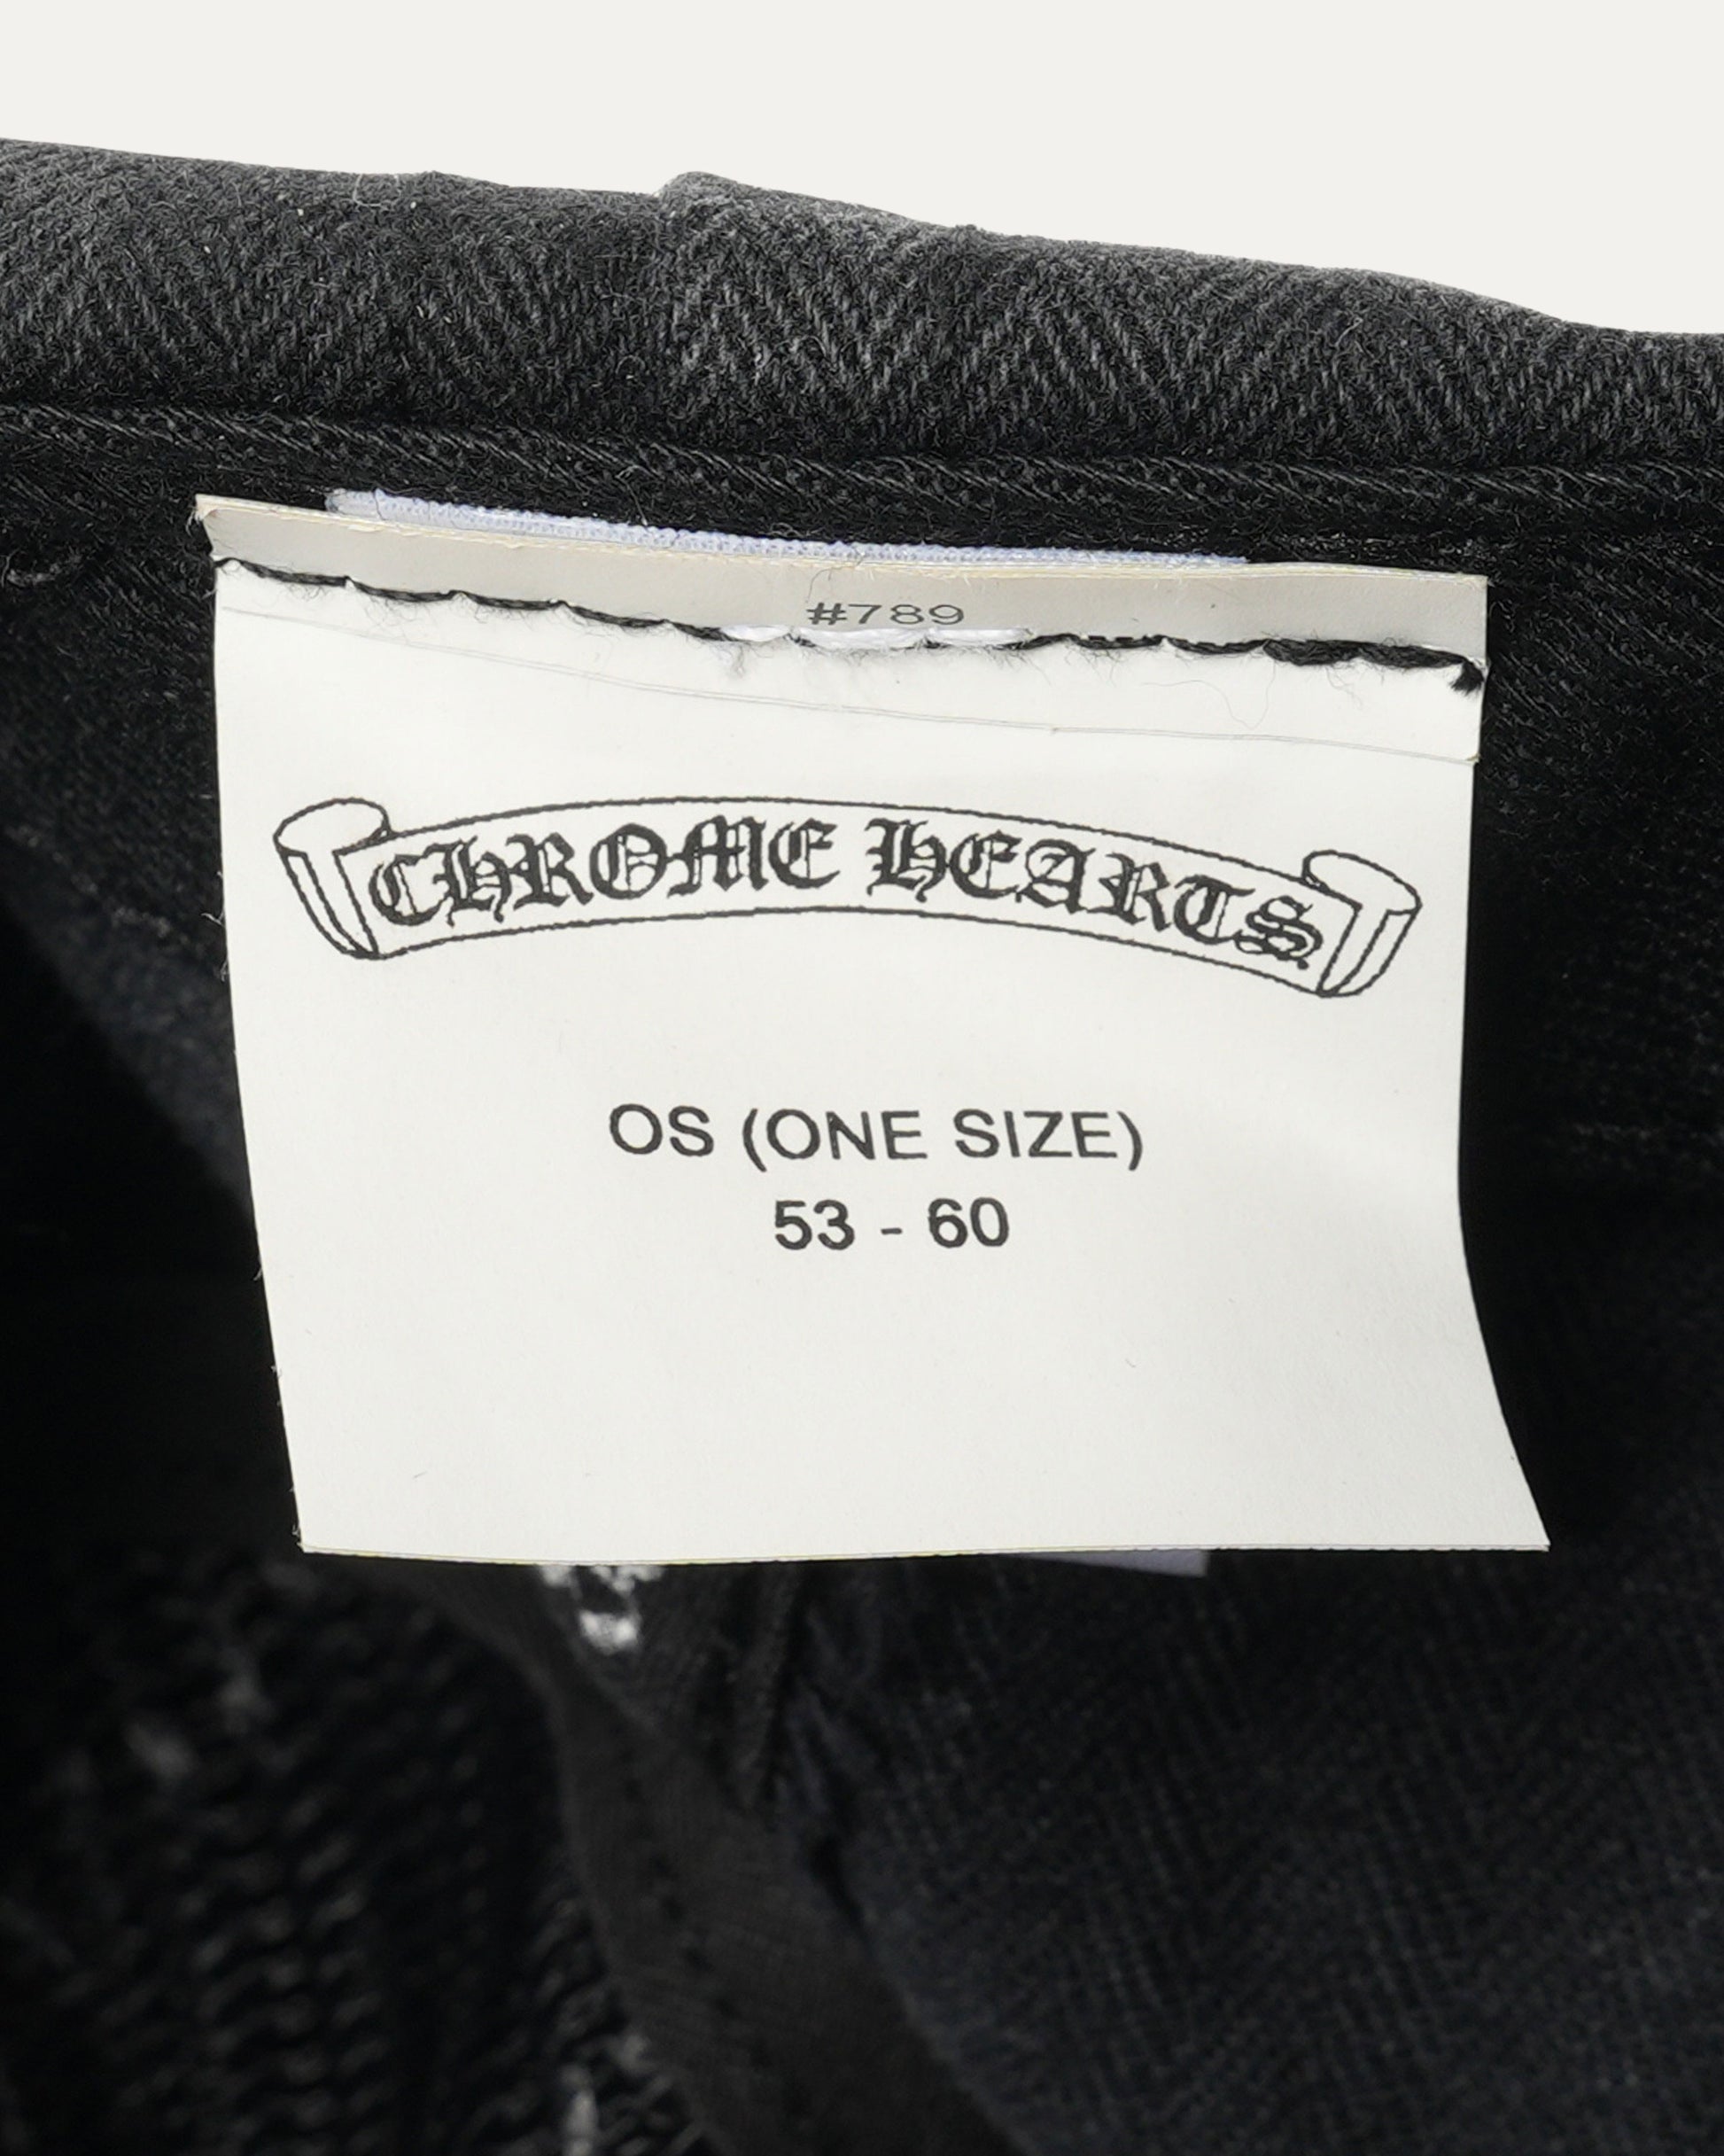 #789
CHROME HEARTS
OS (ONE SIZE)
53 - 60